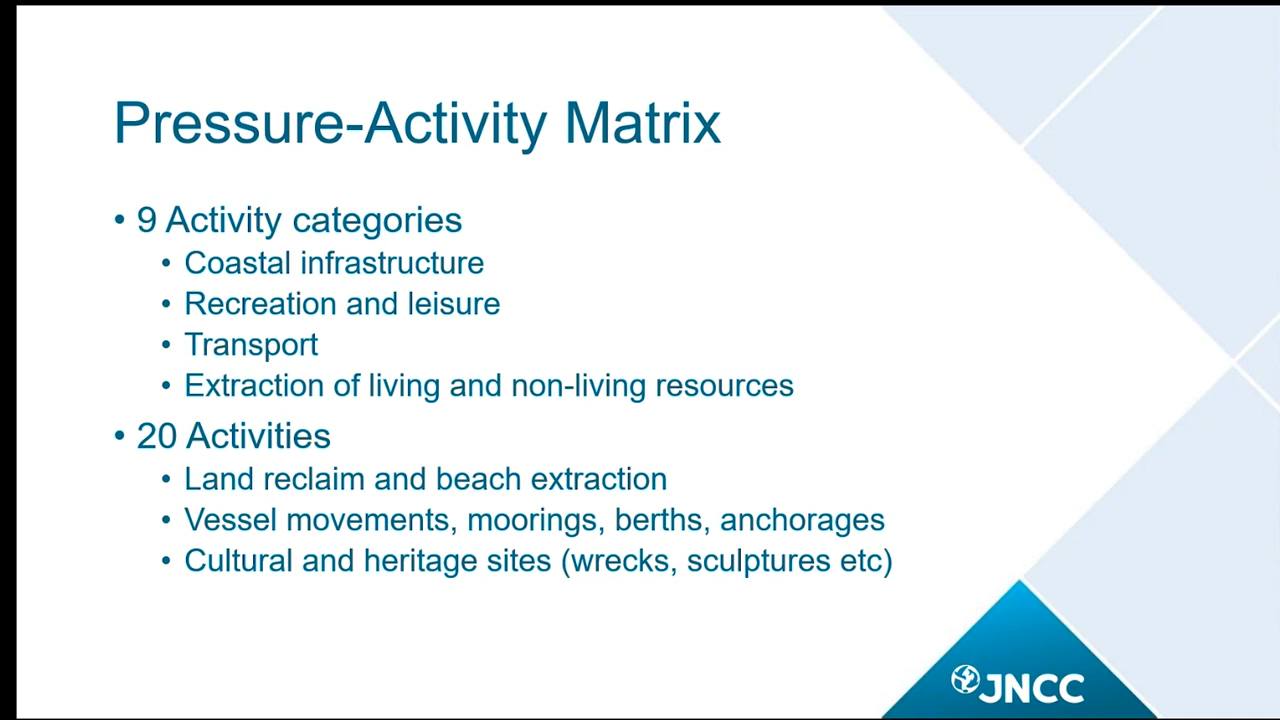 Pressure-Activity Matrix
• 9 Activity categories
• Coastal infrastructure
• Recreation and leisure
• Transport
• Extraction of living and non-living resources
• 20 Activities
• Land reclaim and beach extraction
• Vessel movements, moorings, berths, anchorages
• Cultural and heritage sites (wrecks, sculptures etc)
JNCC